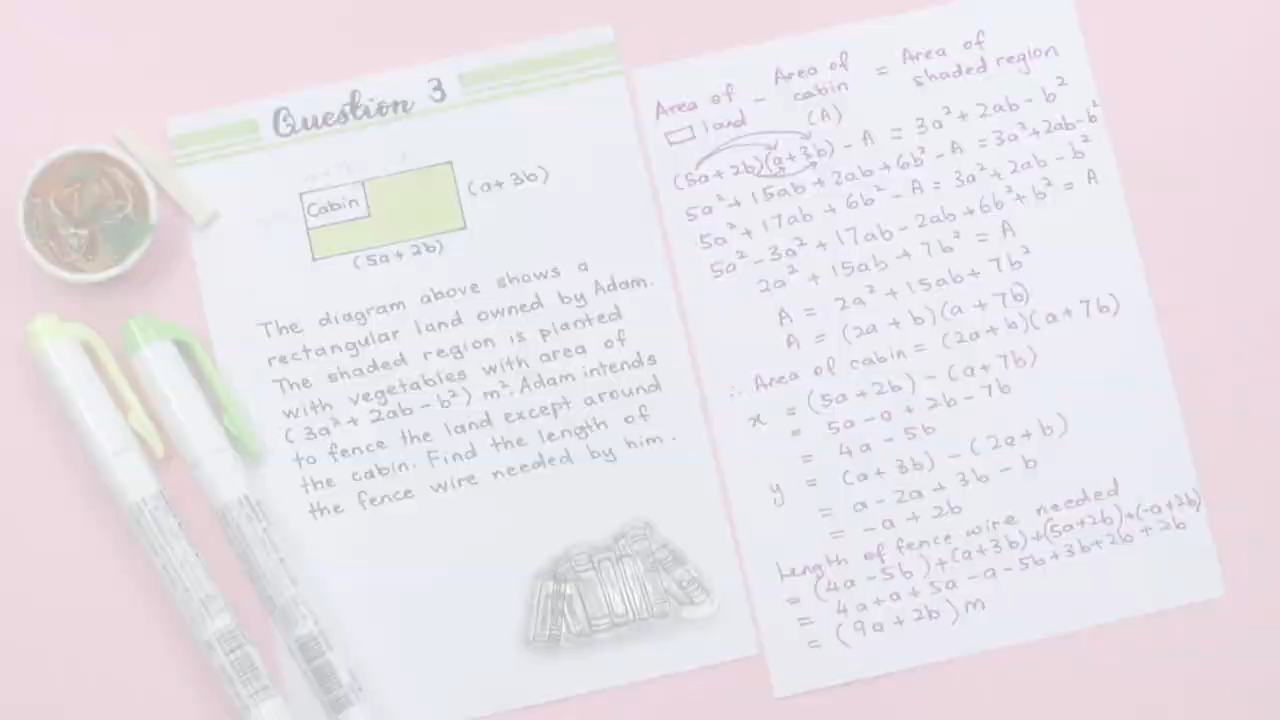 Question 3
Cabin
(a+3b)
(5a+2b)
The diagram above shows a
rectangular land owned by Adam.
The shaded region is planted
with vegetables with area of
(3a²+2ab-b²) m². Adam intends
to fence the land except around
the cabin. Find the length of
the fence wire needed by him.
Area of land - Area of cabin (A) = Area of shaded region
(5a+2b)(a+3b) - A = 3a²+2ab-b²
5a²+15ab+2ab+6b²-A = 3a²+2ab-b²
5a²+17ab+6b²-A = 3a²+2ab-b²
5a²-3a²+17ab-2ab+6b²+b² = A
2a²+15ab+7b² = A
A = 2a²+15ab+7b²
A = (2a+b)(a+7b)
∴ Area of cabin = (2a+b)(a+7b)
x = (5a+2b)-(a+7b)
= 5a-a+2b-7b
= 4a-5b
y = (a+3b)-(2a+b)
= a-2a+3b-b
= -a+2b
Length of fence wire needed
= (4a-5b)+(a+3b)+(5a+2b)+(-a+2b)
= 4a+a+5a-a-5b+3b+2b+2b
= (9a+2b)m